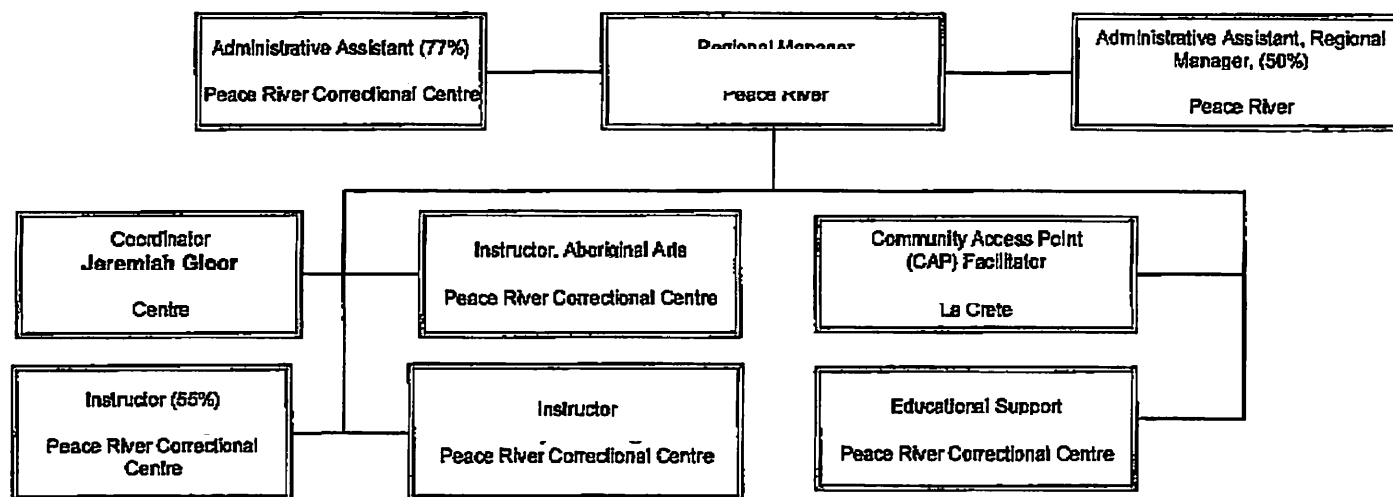 Administrative Assistant (77%)
Peace River Correctional Centre
Regional Manager
Peace River
Administrative Assistant, Regional
Manager, (50%)
Peace River
Coordinator
Jeremiah Gloor
Centre
Instructor. Aboriginal Arts
Peace River Correctional Centre
Community Access Point
(CAP) Facilitator
La Crete
Instructor (55%)
Peace River Correctional
Centre
Instructor
Peace River Correctional Centre
Educational Support
Peace River Correctional Centre